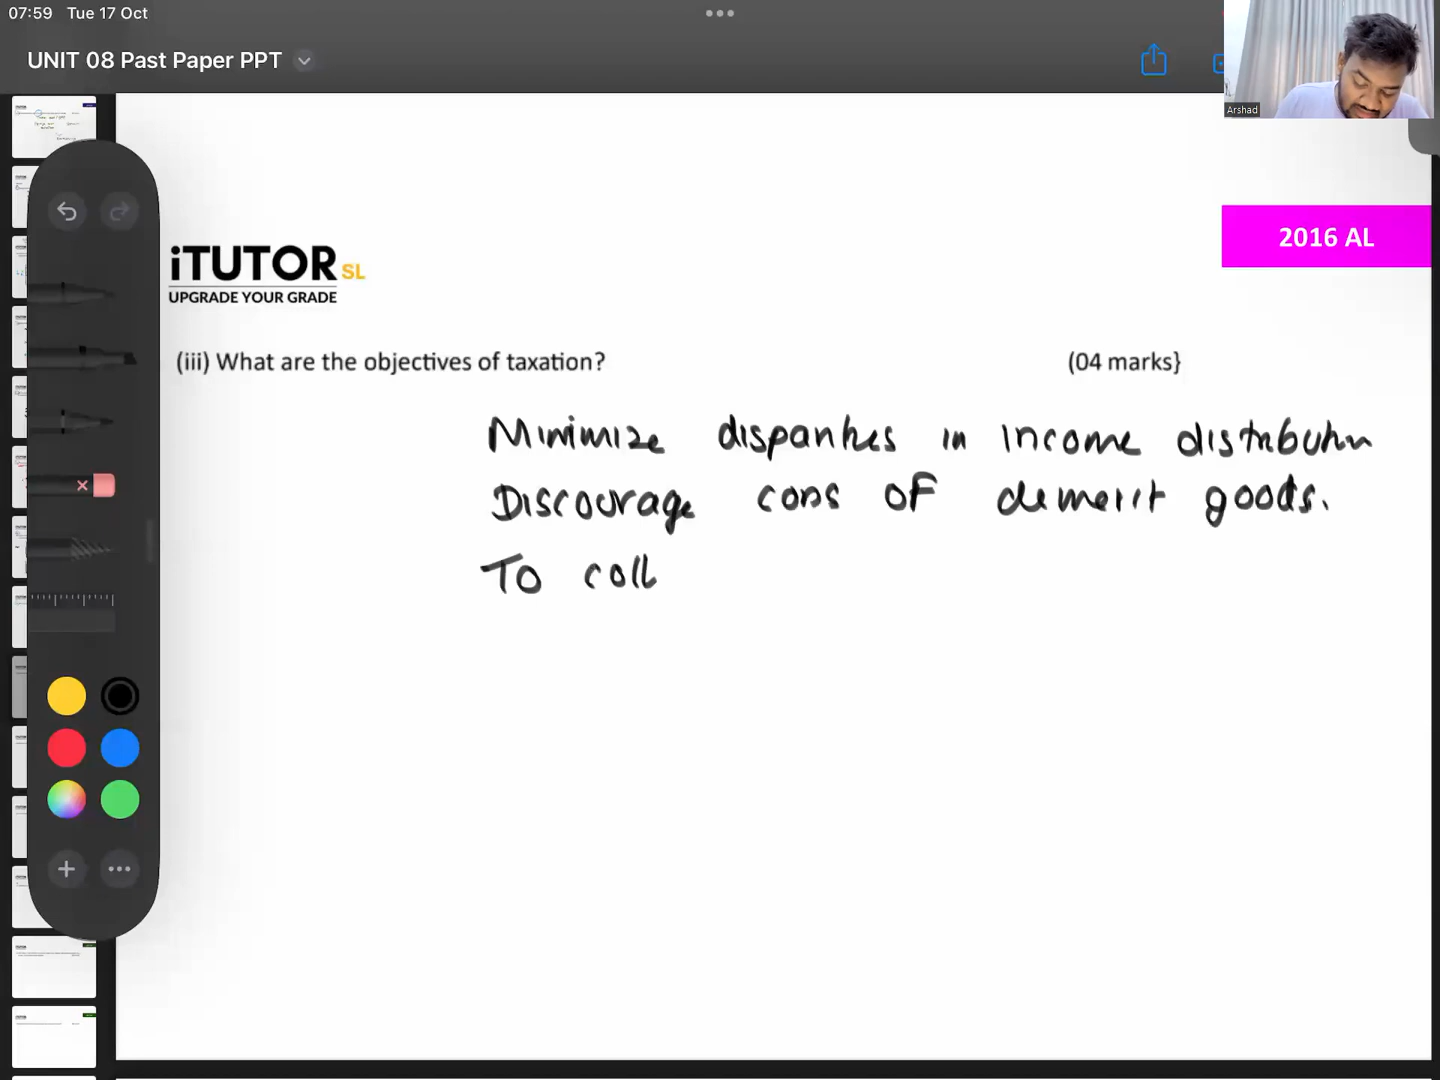 07:59 Tue 17 Oct
UNIT 08 Past Paper PPT
Arshad
2016 AL
iTUTOR SL
UPGRADE YOUR GRADE
(iii) What are the objectives of taxation? (04 marks}
Minimize disparities in income distributn
Discourage cons of demerit goods.
To coll